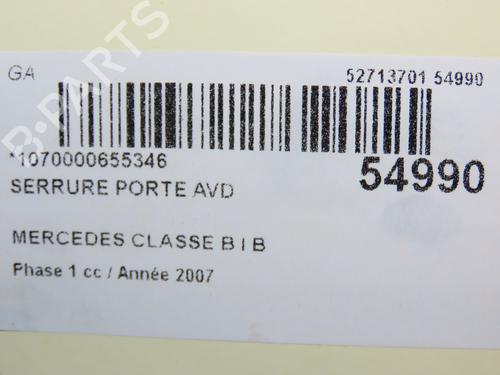 GA
52713701 54990
*1070000655346
54990
SERRURE PORTE AVD
MERCEDES CLASSE B I B
Phase 1 cc / Année 2007
B-PARTS